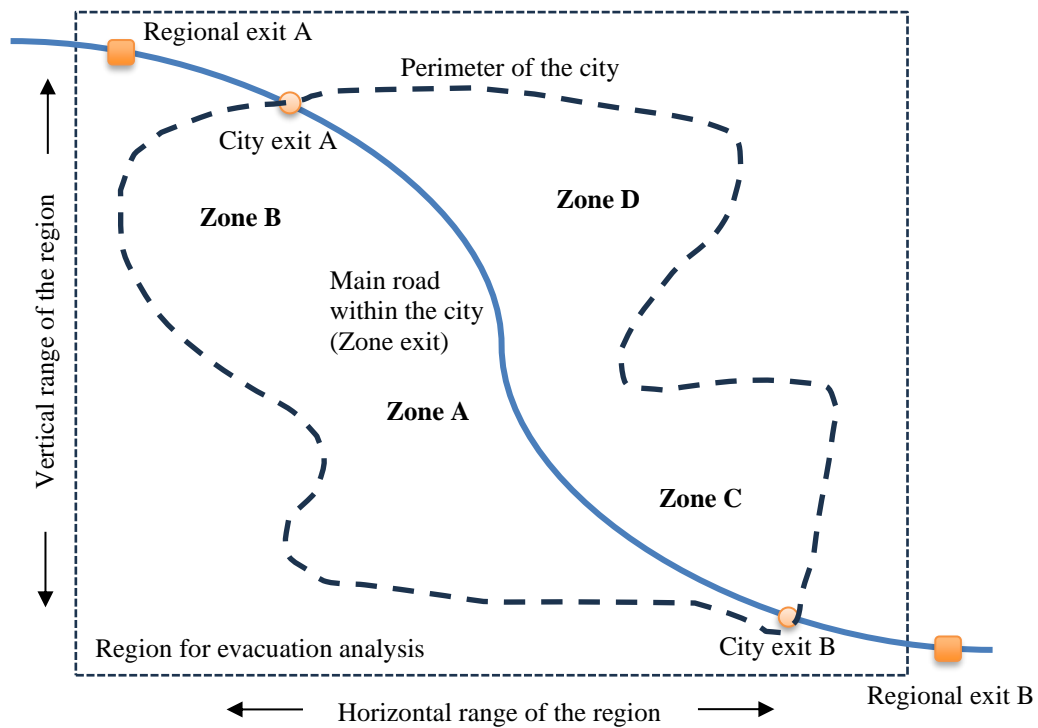 Regional exit A
Perimeter of the city
City exit A
Zone B
Zone D
Vertical range of the region
Main road
within the city
(Zone exit)
Zone A
Zone C
Region for evacuation analysis
City exit B
Regional exit B
Horizontal range of the region